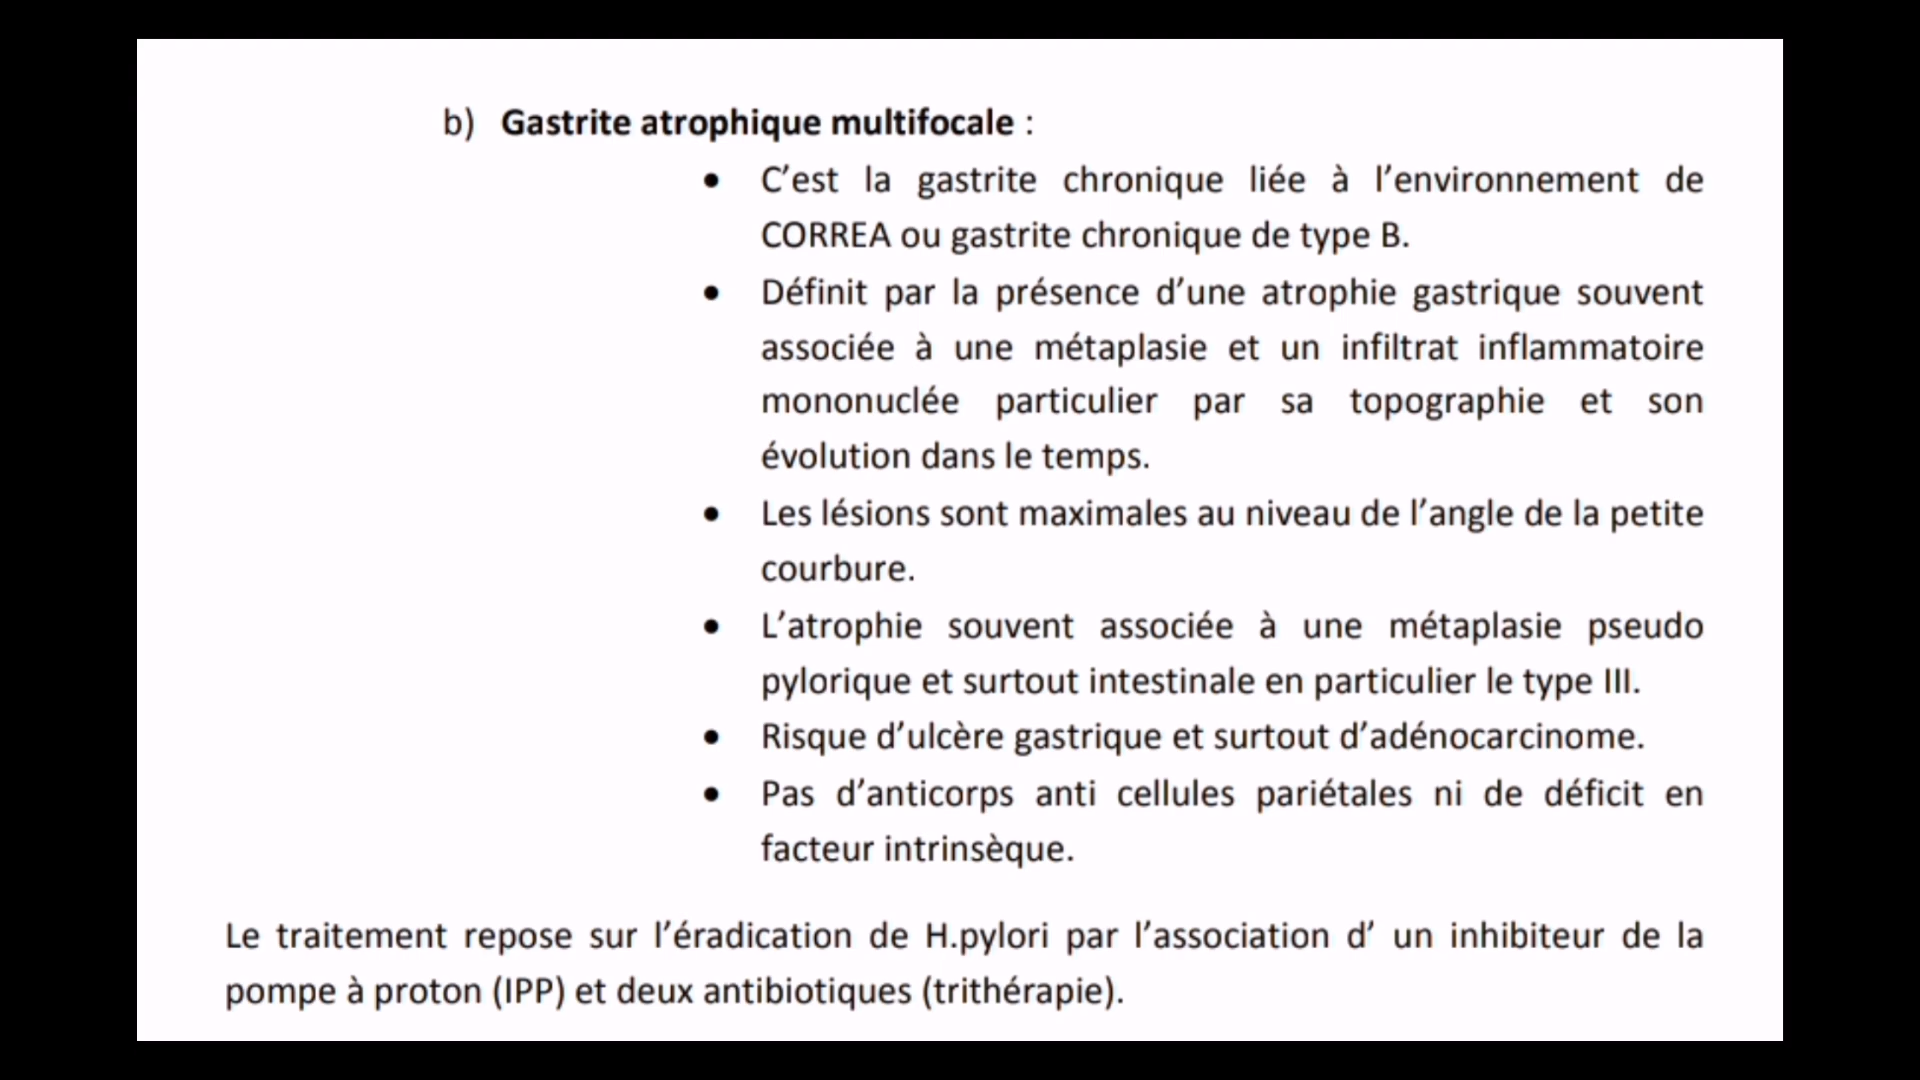 b) Gastrite atrophique multifocale :
• C’est la gastrite chronique liée à l’environnement de
CORREA ou gastrite chronique de type B.
• Définit par la présence d’une atrophie gastrique souvent
associée à une métaplasie et un infiltrat inflammatoire
mononuclée particulier par sa topographie et son
évolution dans le temps.
• Les lésions sont maximales au niveau de l’angle de la petite
courbure.
• L’atrophie souvent associée à une métaplasie pseudo
pylorique et surtout intestinale en particulier le type III.
• Risque d’ulcère gastrique et surtout d’adénocarcinome.
• Pas d’anticorps anti cellules pariétales ni de déficit en
facteur intrinsèque.
Le traitement repose sur l’éradication de H.pylori par l’association d’ un inhibiteur de la
pompe à proton (IPP) et deux antibiotiques (trithérapie).